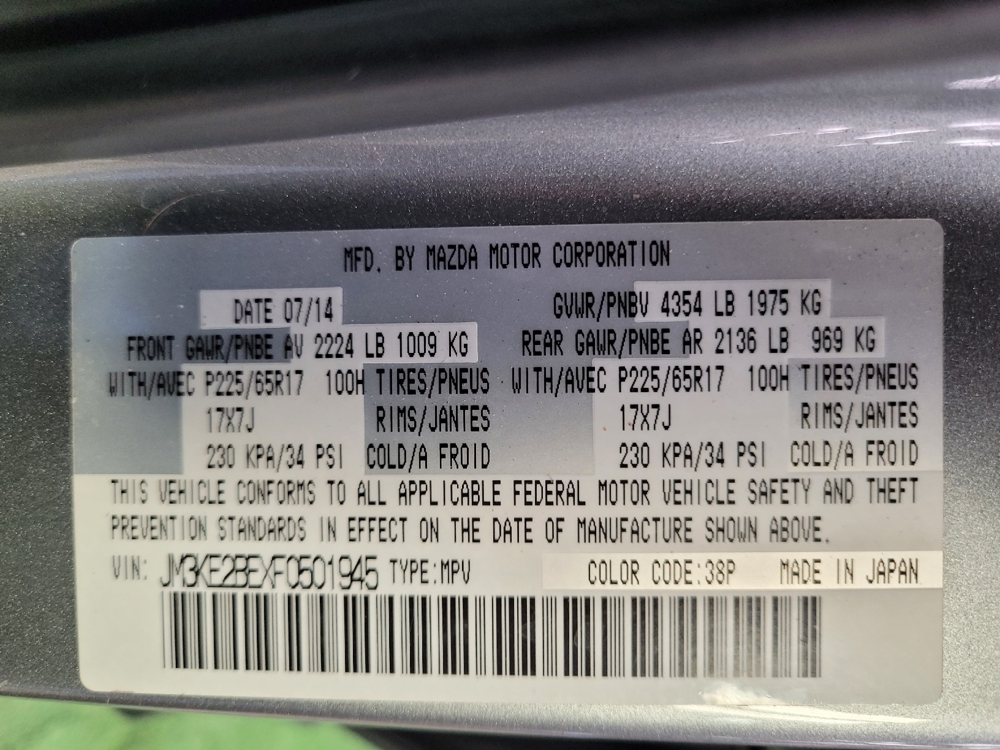 MFD. BY MAZDA MOTOR CORPORATION
DATE 07/14 GVWR/PNBV 4354 LB 1975 KG
FRONT GAWR/PNBE AV 2224 LB 1009 KG REAR GAWR/PNBE AR 2136 LB 969 KG
WITH/AVEC P225/65R17 100H TIRES/PNEUS WITH/AVEC P225/65R17 100H TIRES/PNEUS
17X7J RIMS/JANTES 17X7J RIMS/JANTES
230 KPA/34 PSI COLD/A FROID 230 KPA/34 PSI COLD/A FROID
THIS VEHICLE CONFORMS TO ALL APPLICABLE FEDERAL MOTOR VEHICLE SAFETY AND THEFT
PREVENTION STANDARDS IN EFFECT ON THE DATE OF MANUFACTURE SHOWN ABOVE.
VIN: JM3KE2BEXF0501945 TYPE:MPV COLOR CODE:38P MADE IN JAPAN